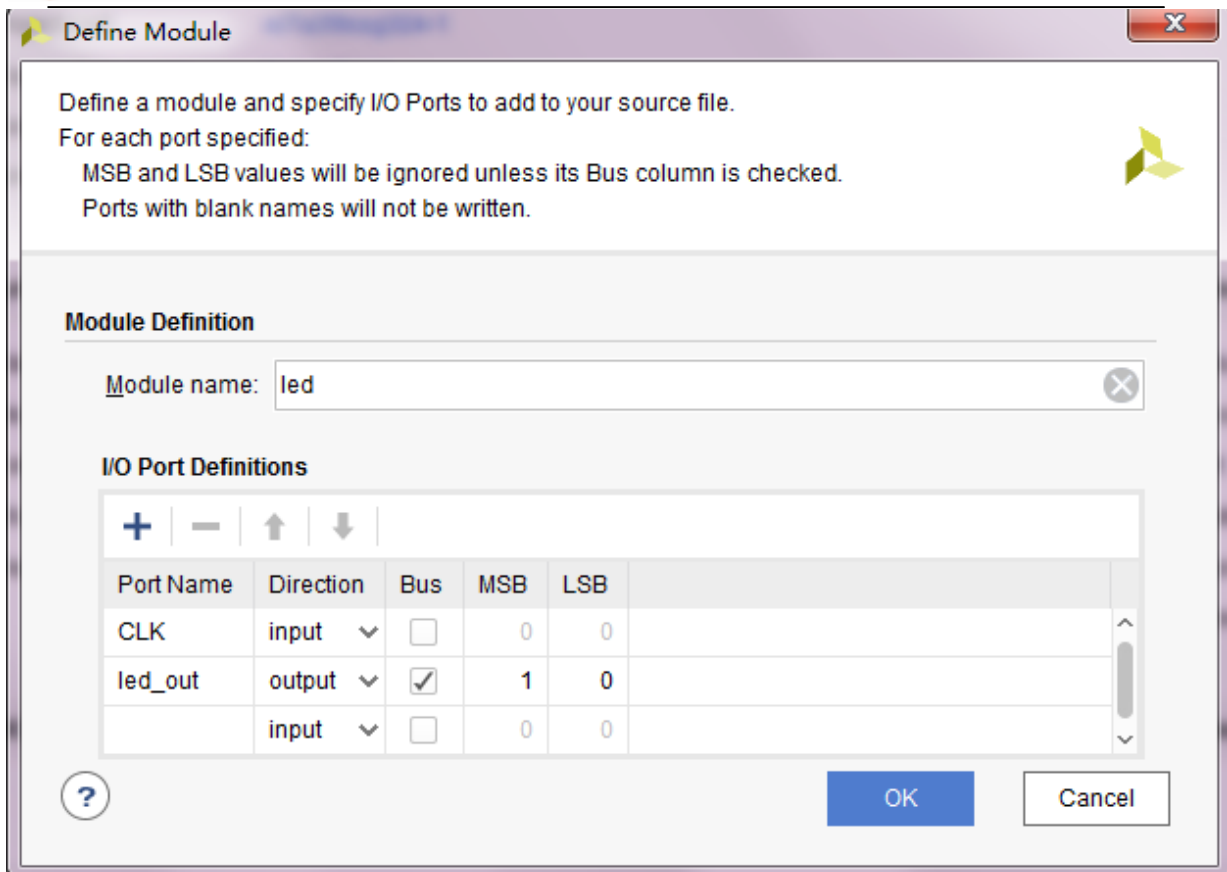 Define Module
Define a module and specify I/O Ports to add to your source file.
For each port specified:
MSB and LSB values will be ignored unless its Bus column is checked.
Ports with blank names will not be written.
Module Definition
Module name: led
I/O Port Definitions
Port Name Direction Bus MSB LSB
CLK input 0 0
led_out output 1 0
input 0 0
? OK Cancel